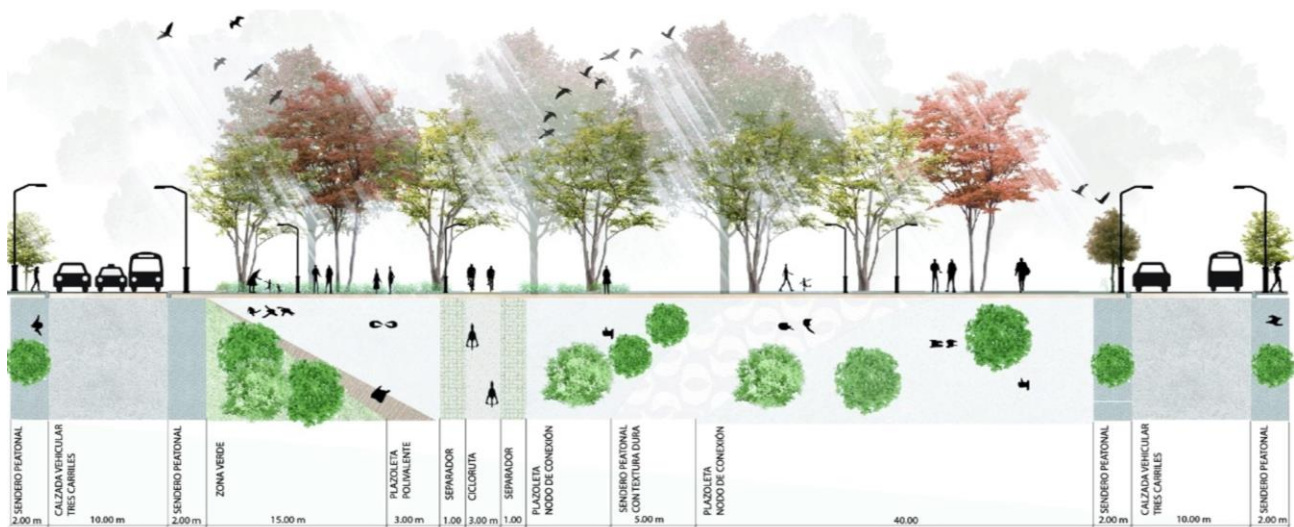 SENDERO PEATONAL
CALZADA VEHICULAR
TRES CARRILES
SENDERO PEATONAL
ZONA VERDE
PLAZOLETA
POLIVALENTE
SEPARADOR
CICLORUTA
SEPARADOR
PLAZOLETA
NODO DE CONEXIÓN
SENDERO PEATONAL
CON TEXTURA DURA
PLAZOLETA
NODO DE CONEXIÓN
SENDERO PEATONAL
CALZADA VEHICULAR
TRES CARRILES
SENDERO PEATONAL
2.00 m 10.00 m 2.00 m 15.00 m 3.00 m 1.00 3.00 m 1.00 5.00 m 40.00 2.00 m 10.00 m 2.00 m